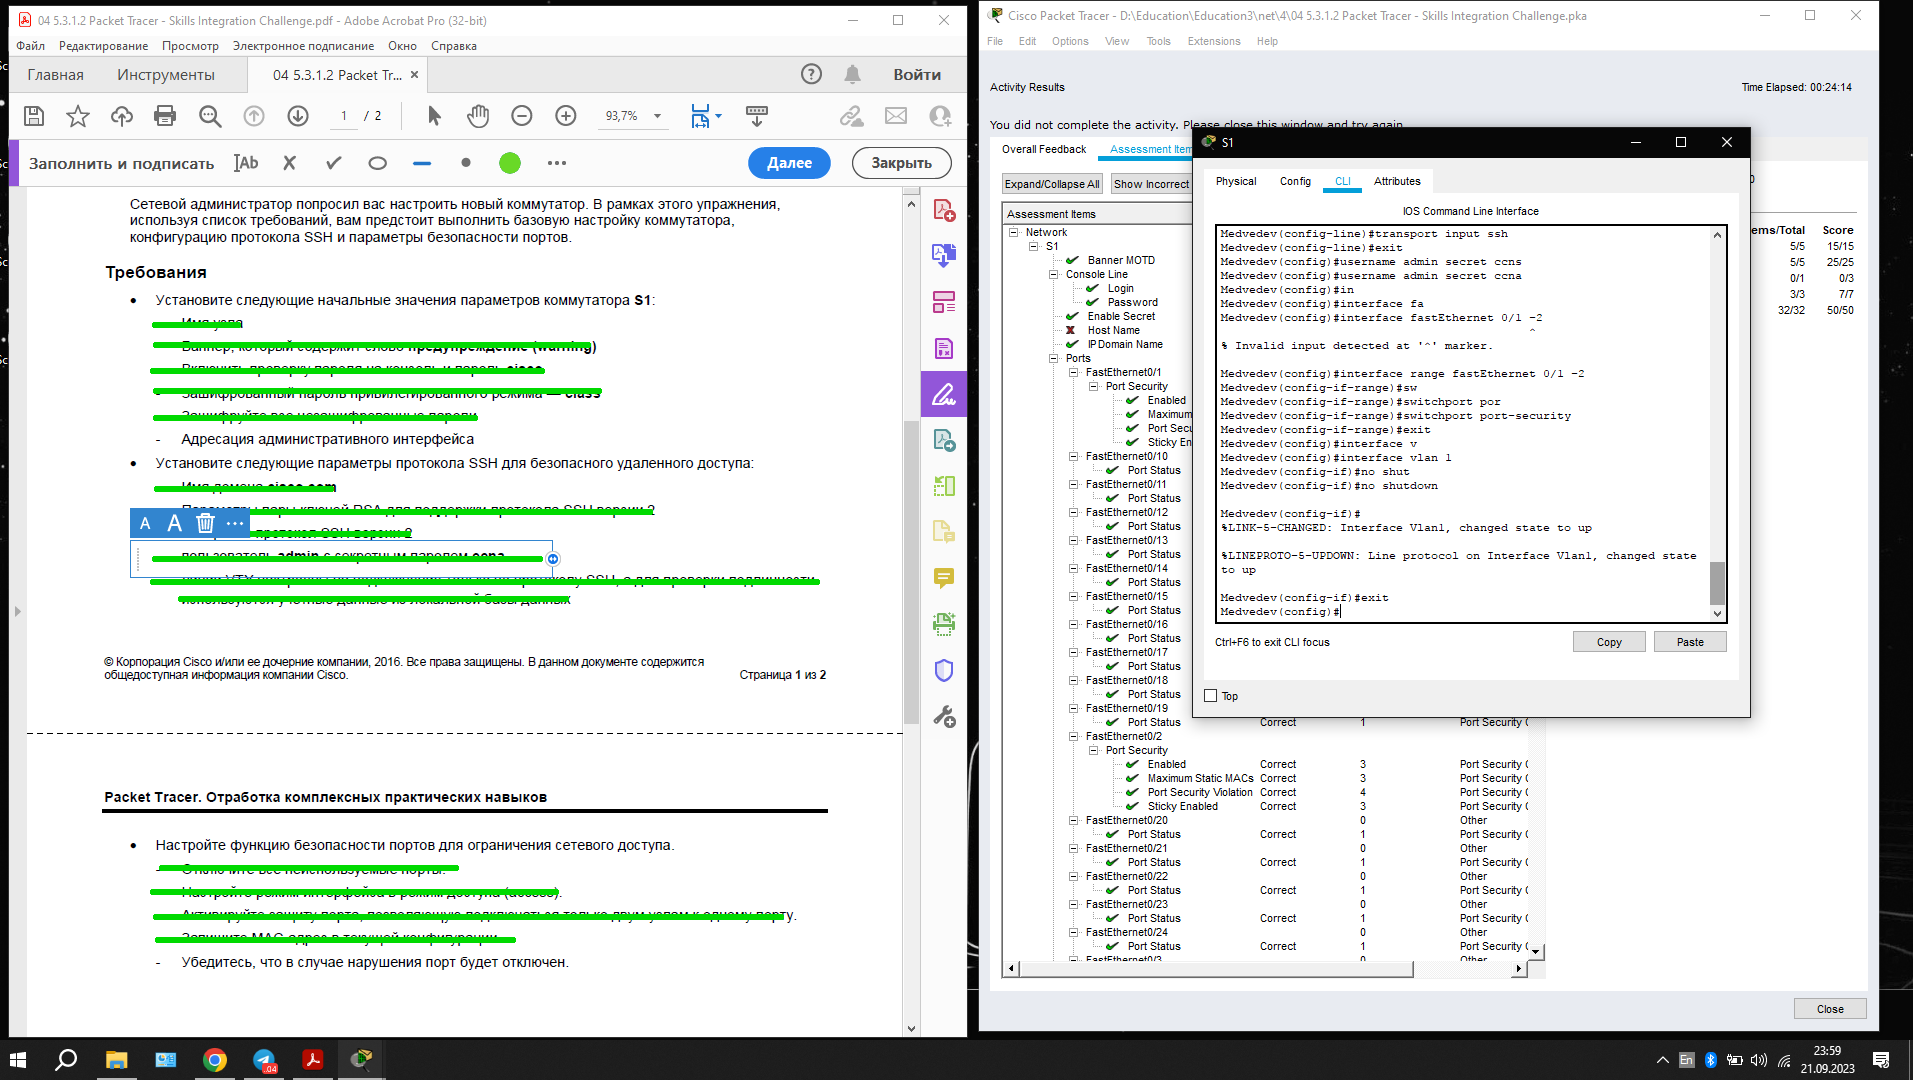 04 5.3.1.2 Packet Tracer - Skills Integration Challenge.pdf - Adobe Acrobat Pro (32-bit)
Файл Редактирование Просмотр Электронное подписание Окно Справка
Главная Инструменты 04 5.3.1.2 Packet Tr... × Войти
1 / 2 93,7%
Заполнить и подписать Ab Далее Закрыть
Сетевой администратор попросил вас настроить новый коммутатор. В рамках этого упражнения,
используя список требований, вам предстоит выполнить базовую настройку коммутатора,
конфигурацию протокола SSH и параметры безопасности портов.
Требования
• Установите следующие начальные значения параметров коммутатора S1:
Имя узла
Баннер, который содержит слово предупреждение (warning)
Включить проверку пароля на консоль и пароль cisco
- Зашифрованный пароль привилегированного режима — class
Зашифруйте все незашифрованные пароли
- Адресация административного интерфейса
• Установите следующие параметры протокола SSH для безопасного удаленного доступа:
Имя домена cisco.com
Параметры пары ключей RSA для поддержки протокола SSH версии 2
A A ... протокол SSH версии 2
пользователь admin с секретным паролем ccna
протоколу SSH, а для проверки подлинности
используются учетные данные из локальной базы данных
© Корпорация Cisco и/или ее дочерние компании, 2016. Все права защищены. В данном документе содержится
общедоступная информация компании Cisco. Страница 1 из 2
Packet Tracer. Отработка комплексных практических навыков
• Настройте функцию безопасности портов для ограничения сетевого доступа.
- Отключите все неиспользуемые порты.
Настройте режим интерфейса в режим доступа (access).
Активируйте защиту порта, позволяющую подключаться только двум узлам к одному порту.
Запишите MAC-адрес в текущей конфигурации.
- Убедитесь, что в случае нарушения порт будет отключен.
Cisco Packet Tracer - D:\Education\Education3\net\4\04 5.3.1.2 Packet Tracer - Skills Integration Challenge.pka
File Edit Options View Tools Extensions Help
Activity Results Time Elapsed: 00:24:14
You did not complete the activity. Please close this window and try again.
Overall Feedback Assessment Item
Expand/Collapse All Show Incorrect
Assessment Items
Network
S1
Banner MOTD
Console Line
Login
Password
Enable Secret
Host Name
IP Domain Name
Ports
FastEthernet0/1
Port Security
Enabled
Maximum
Port Secu
Sticky En
FastEthernet0/10
Port Status
FastEthernet0/11
Port Status
FastEthernet0/12
Port Status
FastEthernet0/13
Port Status
FastEthernet0/14
Port Status
FastEthernet0/15
Port Status
FastEthernet0/16
Port Status
FastEthernet0/17
Port Status
FastEthernet0/18
Port Status
FastEthernet0/19
Port Status Correct 1 Port Security (
FastEthernet0/2
Port Security
Enabled Correct 3 Port Security (
Maximum Static MACs Correct 3 Port Security (
Port Security Violation Correct 4 Port Security (
Sticky Enabled Correct 3 Port Security (
FastEthernet0/20 0 Other
Port Status Correct 1 Port Security (
FastEthernet0/21 0 Other
Port Status Correct 1 Port Security (
FastEthernet0/22 0 Other
Port Status Correct 1 Port Security (
FastEthernet0/23 0 Other
Port Status Correct 1 Port Security (
FastEthernet0/24 0 Other
Port Status Correct 1 Port Security (
FastEthernet0/3 0 Other
ems/Total Score
5/5 15/15
5/5 25/25
0/1 0/3
3/3 7/7
32/32 50/50
Close
S1
Physical Config CLI Attributes
IOS Command Line Interface
Medvedev(config-line)#transport input ssh
Medvedev(config-line)#exit
Medvedev(config)#username admin secret ccns
Medvedev(config)#username admin secret ccna
Medvedev(config)#in
Medvedev(config)#interface fa
Medvedev(config)#interface fastEthernet 0/1 -2
^
% Invalid input detected at '^' marker.
Medvedev(config)#interface range fastEthernet 0/1 -2
Medvedev(config-if-range)#sw
Medvedev(config-if-range)#switchport por
Medvedev(config-if-range)#switchport port-security
Medvedev(config-if-range)#exit
Medvedev(config)#interface v
Medvedev(config)#interface vlan 1
Medvedev(config-if)#no shut
Medvedev(config-if)#no shutdown
Medvedev(config-if)#
%LINK-5-CHANGED: Interface Vlan1, changed state to up
%LINEPROTO-5-UPDOWN: Line protocol on Interface Vlan1, changed state
to up
Medvedev(config-if)#exit
Medvedev(config)#
Ctrl+F6 to exit CLI focus Copy Paste
Top
.04
En
23:59
21.09.2023